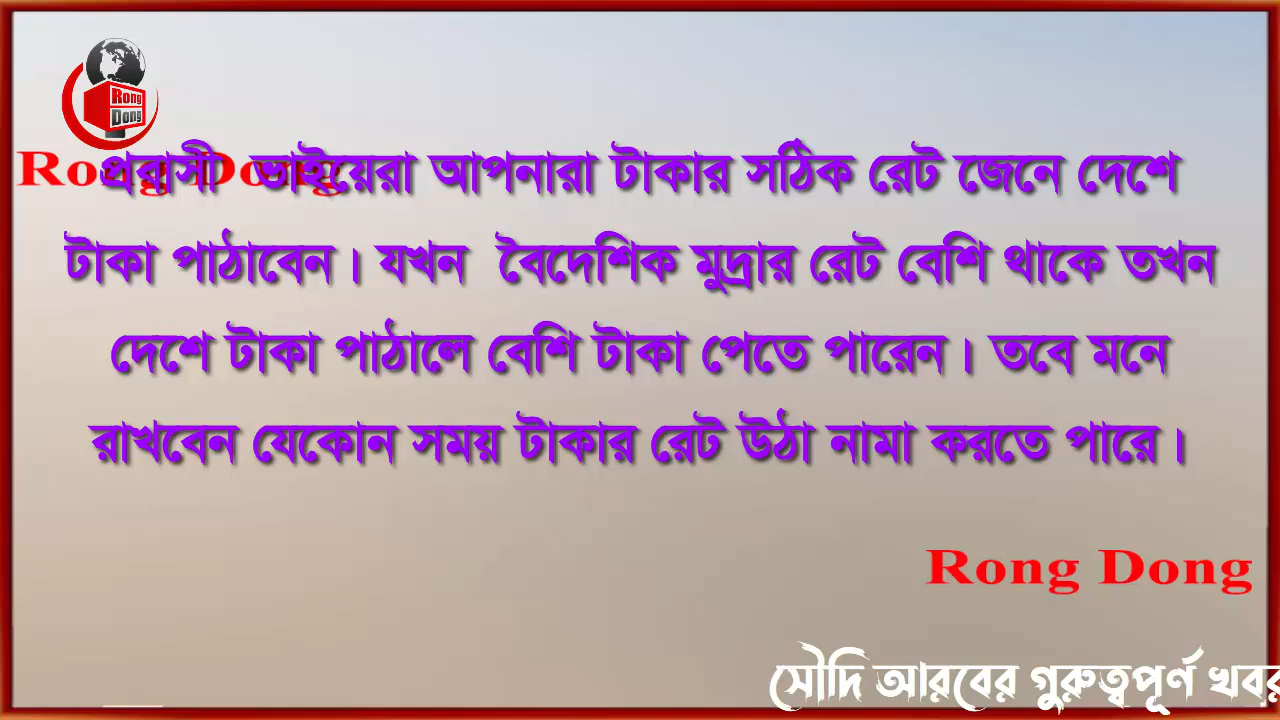 Rong
Dong
Rong Dong
প্রবাসী ভাইয়েরা আপনারা টাকার সঠিক রেট জেনে দেশে
টাকা পাঠাবেন। যখন বৈদেশিক মুদ্রার রেট বেশি থাকে তখন
দেশে টাকা পাঠালে বেশি টাকা পেতে পারেন। তবে মনে
রাখবেন যেকোন সময় টাকার রেট উঠা নামা করতে পারে।
Rong Dong
সৌদি আরবের গুরুত্বপূর্ণ খবর